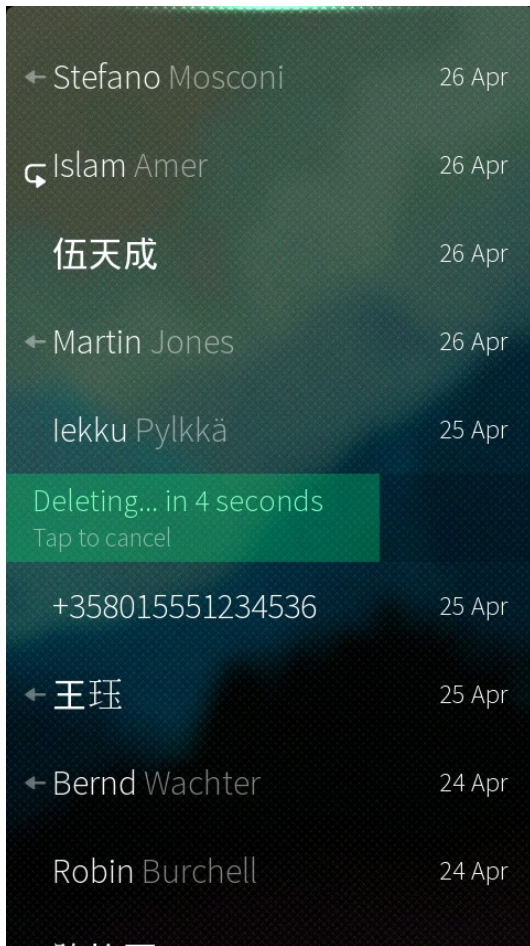 Stefano Mosconi 26 Apr
Islam Amer 26 Apr
伍天成 26 Apr
Martin Jones 26 Apr
Iekku Pylkkä 25 Apr
Deleting... in 4 seconds
Tap to cancel
+358015551234536 25 Apr
王珏 25 Apr
Bernd Wachter 24 Apr
Robin Burchell 24 Apr